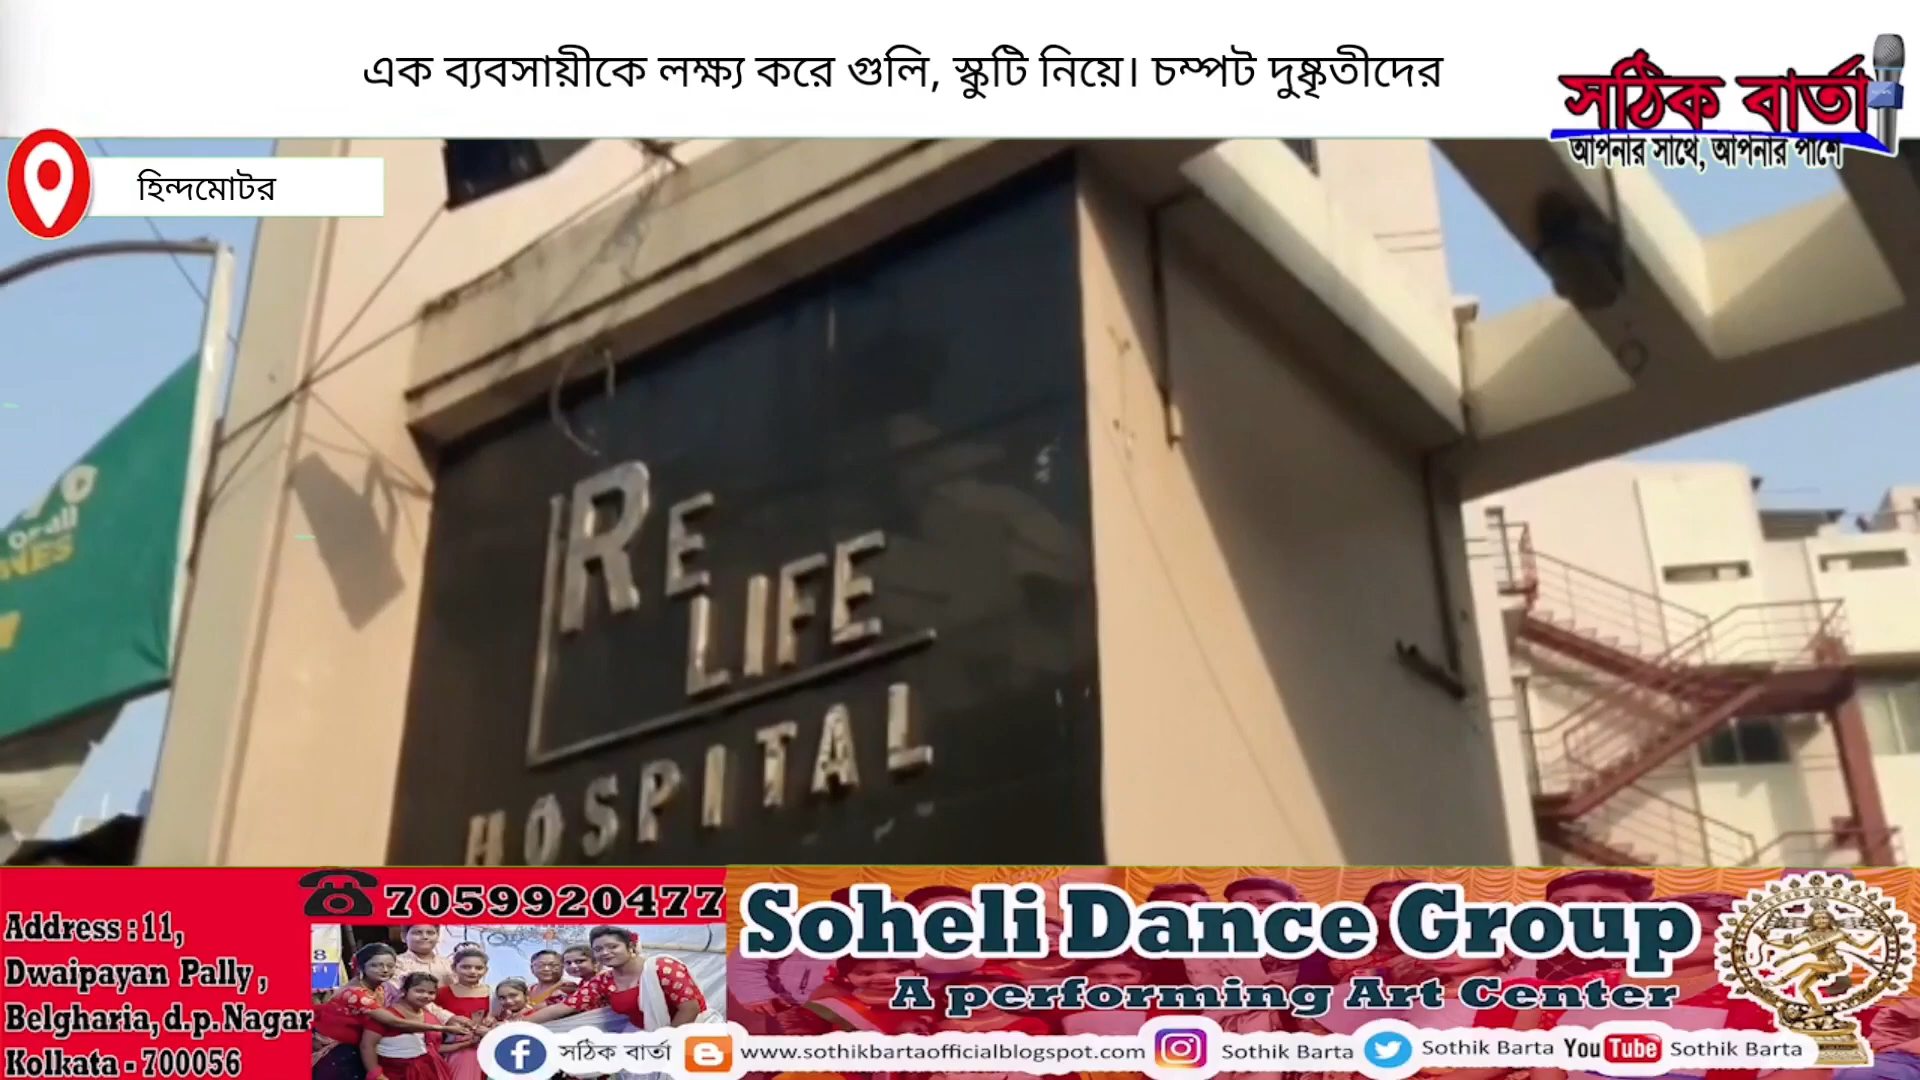 এক ব্যবসায়ীকে লক্ষ্য করে গুলি, স্কুটি নিয়ে। চম্পট দুষ্কৃতীদের
সঠিক বার্তা
আপনার সাথে, আপনার পাশে
হিন্দমোটর
RE
LIFE
HOSPITAL
7059920477
Address : 11,
Dwaipayan Pally,
Belgharia, d.p.Nagar
Kolkata - 700056
Soheli Dance Group
A performing Art Center
সঠিক বার্তা www.sothikbartaofficialblogspot.com Sothik Barta Sothik Barta YouTube Sothik Barta